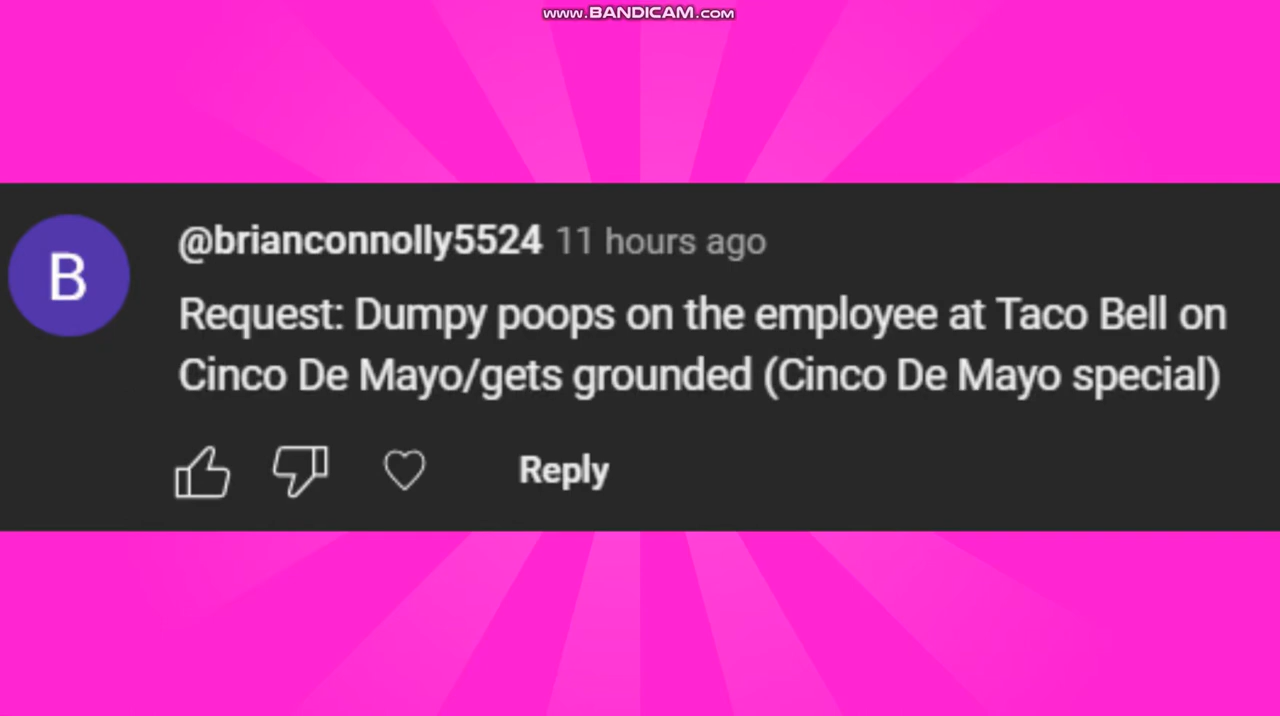 www.BANDICAM.com
B
@brianconnolly5524 11 hours ago
Request: Dumpy poops on the employee at Taco Bell on
Cinco De Mayo/gets grounded (Cinco De Mayo special)
Reply